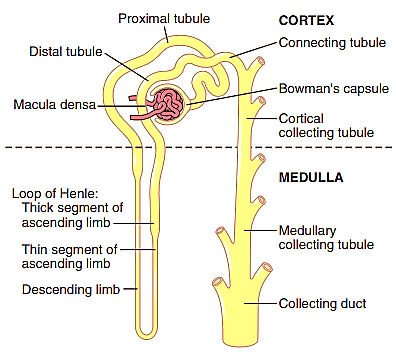 Proximal tubule
CORTEX
Distal tubule
Connecting tubule
Bowman's capsule
Macula densa
Cortical
collecting tubule
MEDULLA
Loop of Henle:
Thick segment of
ascending limb
Medullary
collecting tubule
Thin segment of
ascending limb
Descending limb
Collecting duct